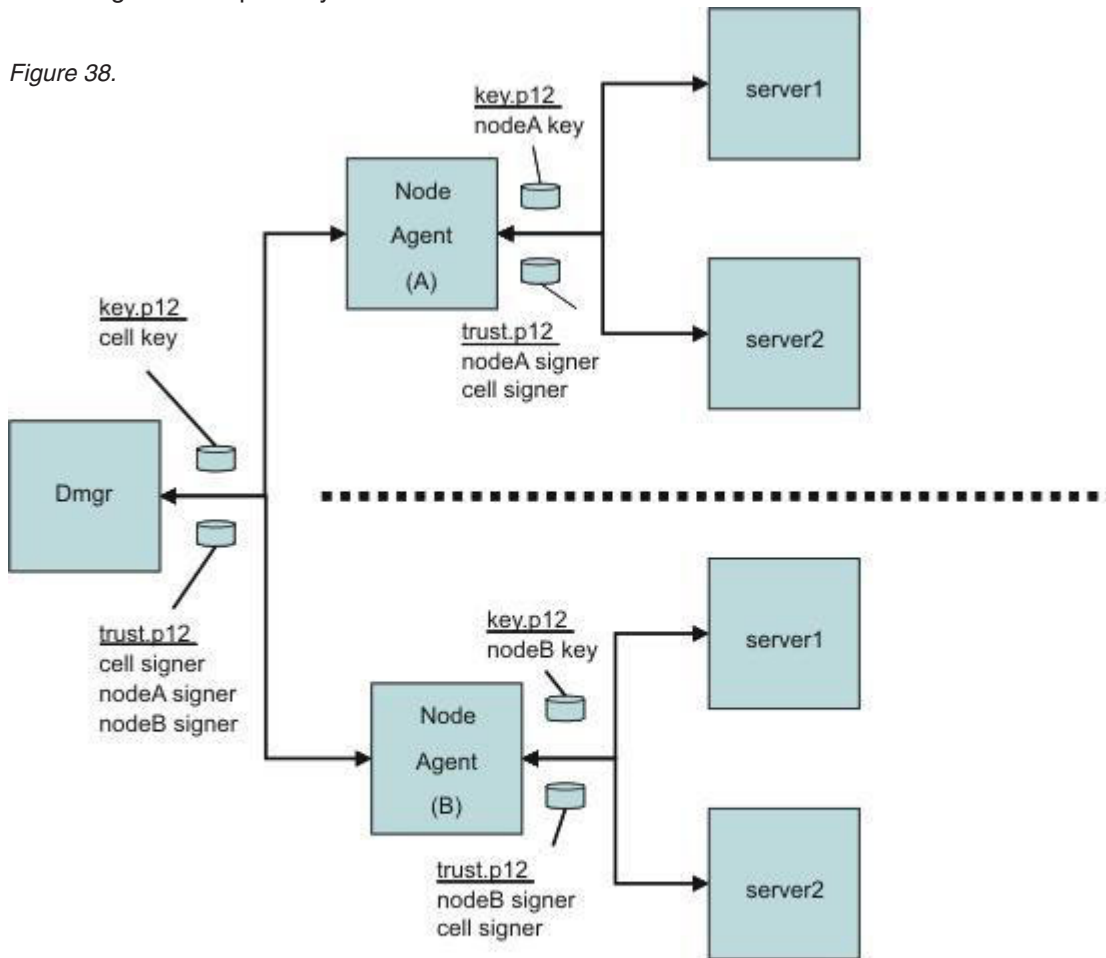 Figure 38.
server1
key.p12
nodeA key
Node
Agent
(A)
server2
trust.p12
nodeA signer
cell signer
key.p12
cell key
Dmgr
trust.p12
cell signer
nodeA signer
nodeB signer
key.p12
nodeB key
server1
Node
Agent
(B)
trust.p12
nodeB signer
cell signer
server2